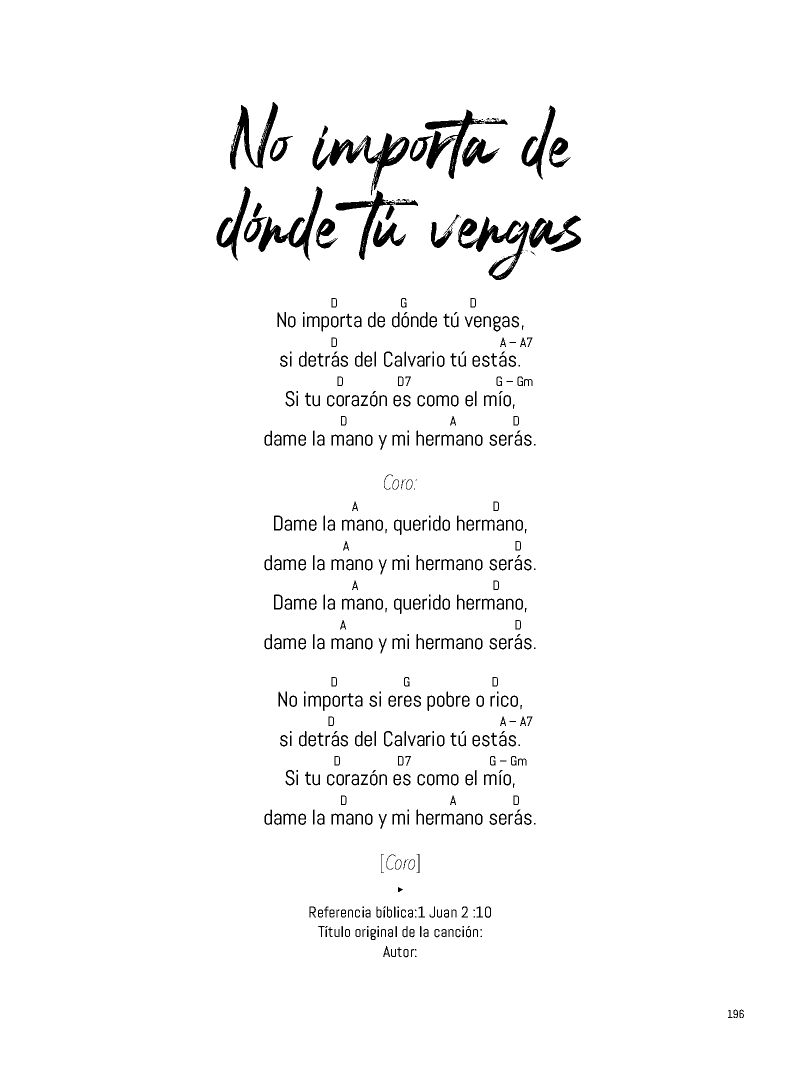 No importa de
dónde tú vengas
D G D
No importa de dónde tú vengas,
D A – A7
si detrás del Calvario tú estás.
D D7 G – Gm
Si tu corazón es como el mío,
D A D
dame la mano y mi hermano serás.
Coro:
A D
Dame la mano, querido hermano,
A D
dame la mano y mi hermano serás.
A D
Dame la mano, querido hermano,
A D
dame la mano y mi hermano serás.
D G D
No importa si eres pobre o rico,
D A – A7
si detrás del Calvario tú estás.
D D7 G – Gm
Si tu corazón es como el mío,
D A D
dame la mano y mi hermano serás.
[Coro]
Referencia bíblica:1 Juan 2 :10
Título original de la canción:
Autor:
196